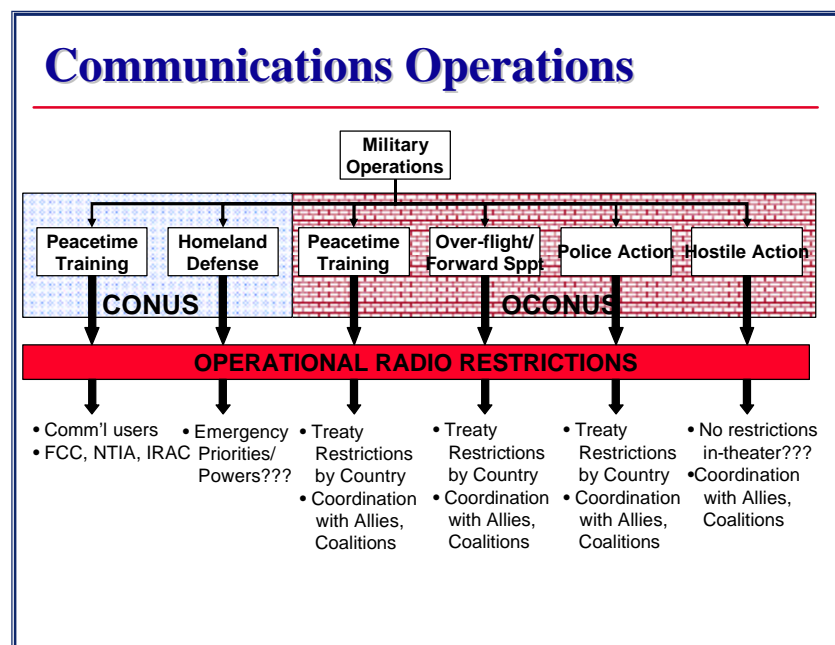 Communications Operations
Military
Operations
Peacetime
Training
Homeland
Defense
Peacetime
Training
Over-flight/
Forward Sppt
Police Action
Hostile Action
CONUS
OCONUS
OPERATIONAL RADIO RESTRICTIONS
• Comm'l users
• FCC, NTIA, IRAC
• Emergency
Priorities/
Powers???
• Treaty
Restrictions
by Country
• Coordination
with Allies,
Coalitions
• Treaty
Restrictions
by Country
• Coordination
with Allies,
Coalitions
• Treaty
Restrictions
by Country
• Coordination
with Allies,
Coalitions
• No restrictions
in-theater???
• Coordination
with Allies,
Coalitions